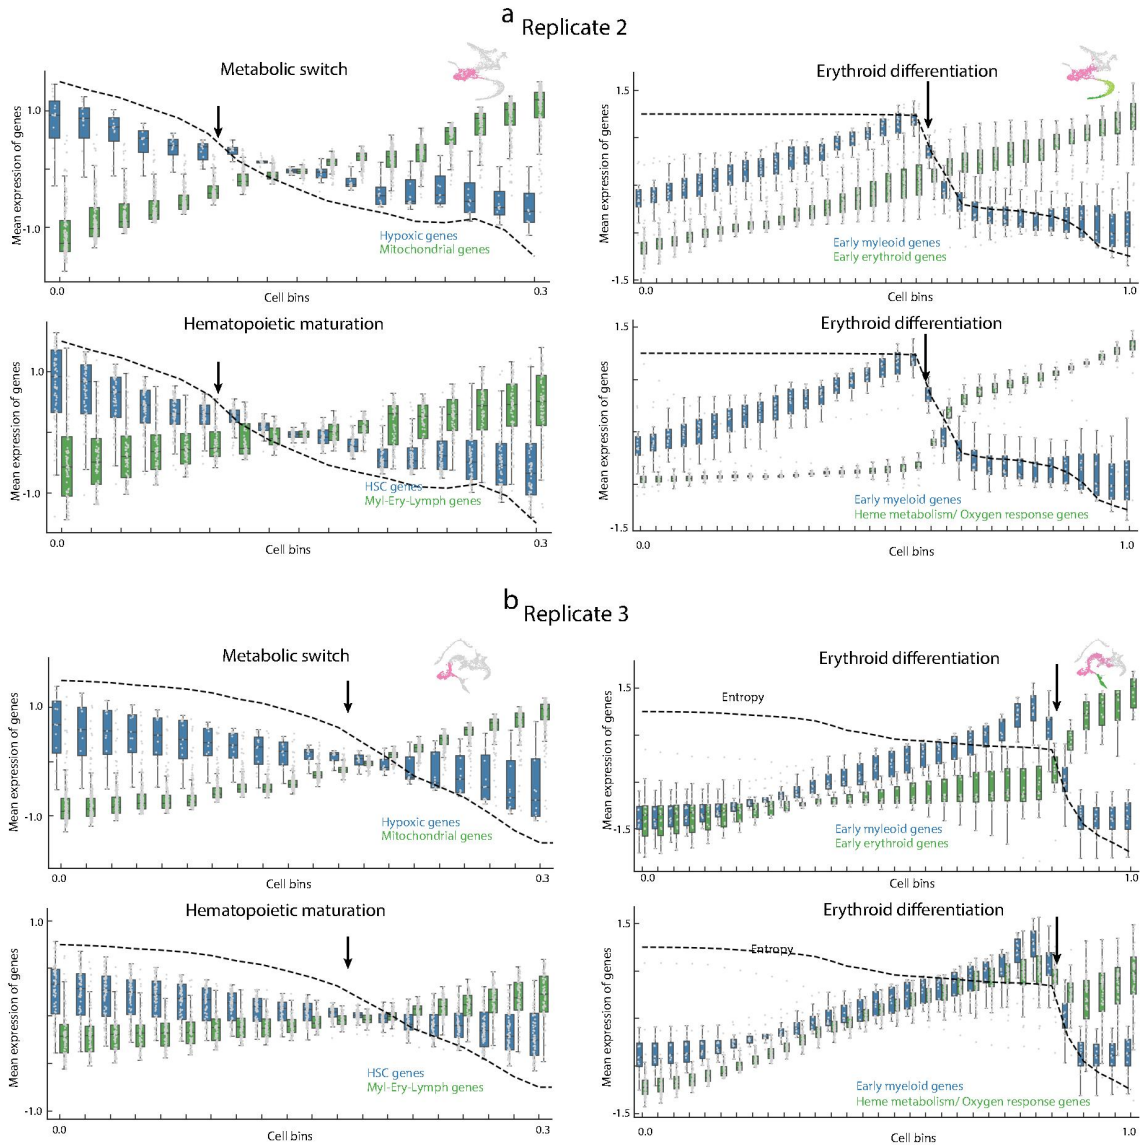 a Replicate 2
Metabolic switch
Mean expression of genes
1.0
-1.0
Hypoxic genes
Mitochondrial genes
0.0
0.3
Cell bins
Erythroid differentiation
Mean expression of genes
1.5
-1.5
Early myeloid genes
Early erythroid genes
0.0
1.0
Cell bins
Hematopoietic maturation
Mean expression of genes
1.0
-1.0
HSC genes
Myl-Ery-Lymph genes
0.0
0.3
Cell bins
Erythroid differentiation
Mean expression of genes
1.5
-1.5
Early myeloid genes
Heme metabolism/ Oxygen response genes
0.0
1.0
Cell bins
b Replicate 3
Metabolic switch
Mean expression of genes
1.0
-1.0
Hypoxic genes
Mitochondrial genes
0.0
0.3
Cell bins
Erythroid differentiation
Mean expression of genes
1.5
Entropy
-1.5
Early myeloid genes
Early erythroid genes
0.0
1.0
Cell bins
Hematopoietic maturation
Mean expression of genes
1.0
-1.0
HSC genes
Myl-Ery-Lymph genes
0.0
0.3
Cell bins
Erythroid differentiation
Mean expression of genes
1.5
Entropy
-1.5
Early myeloid genes
Heme metabolism/ Oxygen response genes
0.0
1.0
Cell bins